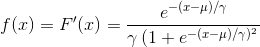 f(x) = F'(x) = \frac{e^{-(x-\mu)/\gamma}}{\gamma \, (1 + e^{-(x-\mu)/\gamma)^2}}